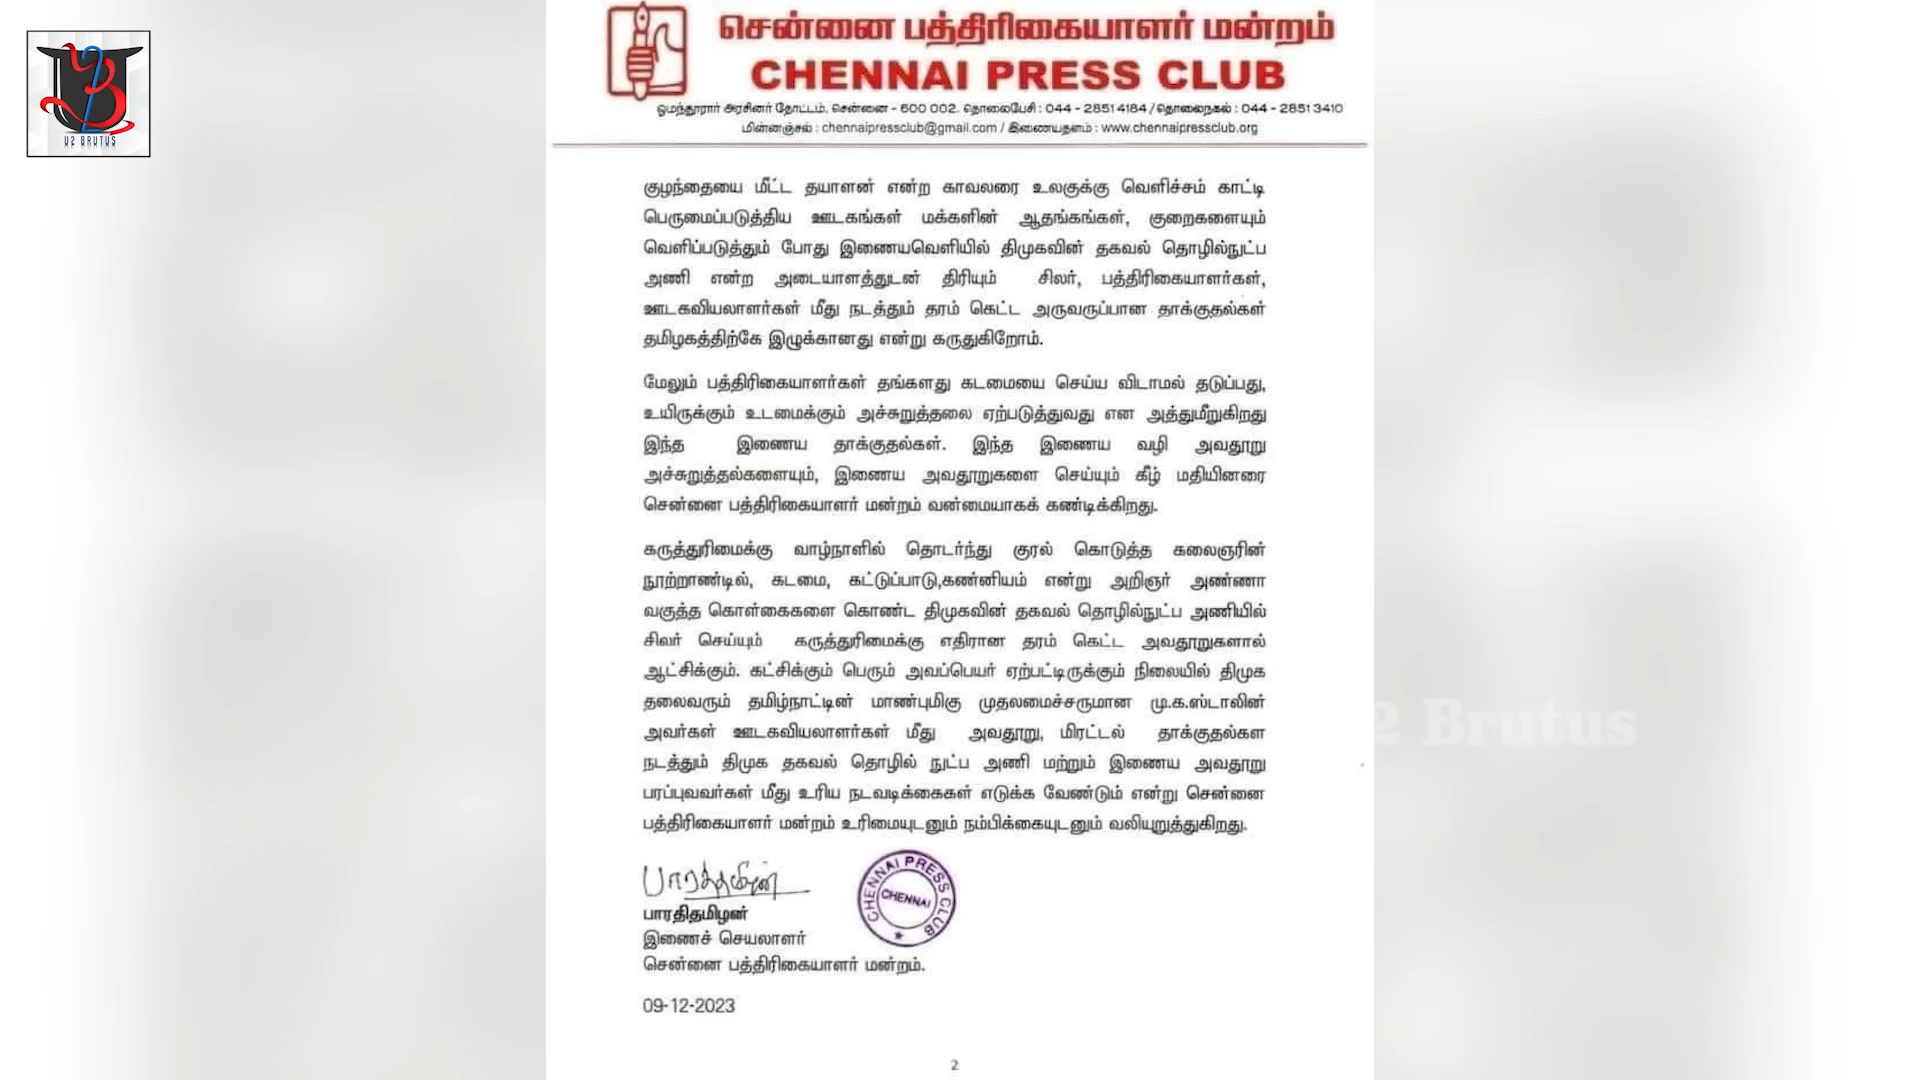 U2 BRUTUS
சென்னை பத்திரிகையாளர் மன்றம்
CHENNAI PRESS CLUB
ஓமந்தூரார் அரசினர் தோட்டம், சென்னை - 600 002. தொலைபேசி : 044 - 2851 4184 / தொலைநகல் : 044 - 2851 3410
மின்னஞ்சல் : chennaipressclub@gmail.com / இணையதளம் : www.chennaipressclub.org
குழந்தையை மீட்ட தயாளன் என்ற காவலரை உலகுக்கு வெளிச்சம் காட்டி
பெருமைப்படுத்திய ஊடகங்கள் மக்களின் ஆதங்கங்கள், குறைகளையும்
வெளிப்படுத்தும் போது இணையவெளியில் திமுகவின் தகவல் தொழில்நுட்ப
அணி என்ற அடையாளத்துடன் திரியும் சிலர், பத்திரிகையாளர்கள்,
ஊடகவியலாளர்கள் மீது நடத்தும் தரம் கெட்ட அருவருப்பான தாக்குதல்கள்
தமிழகத்திற்கே இழுக்கானது என்று கருதுகிறோம்.
மேலும் பத்திரிகையாளர்கள் தங்களது கடமையை செய்ய விடாமல் தடுப்பது,
உயிருக்கும் உடமைக்கும் அச்சுறுத்தலை ஏற்படுத்துவது என அத்துமீறுகிறது
இந்த இணைய தாக்குதல்கள். இந்த இணைய வழி அவதூறு
அச்சுறுத்தல்களையும், இணைய அவதூறுகளை செய்யும் கீழ் மதியினரை
சென்னை பத்திரிகையாளர் மன்றம் வன்மையாகக் கண்டிக்கிறது.
கருத்துரிமைக்கு வாழ்நாளில் தொடர்ந்து குரல் கொடுத்த கலைஞரின்
நூற்றாண்டில், கடமை, கட்டுப்பாடு,கண்னியம் என்று அறிஞர் அண்ணா
வகுத்த கொள்கைகளை கொண்ட திமுகவின் தகவல் தொழில்நுட்ப அணியில்
சிலர் செய்யும் கருத்துரிமைக்கு எதிரான தரம் கெட்ட அவதூறுகளால்
ஆட்சிக்கும். கட்சிக்கும் பெரும் அவப்பெயர் ஏற்பட்டிருக்கும் நிலையில் திமுக
தலைவரும் தமிழ்நாட்டின் மாண்புமிகு முதலமைச்சருமான மு.க.ஸ்டாலின்
அவர்கள் ஊடகவியலாளர்கள் மீது அவதூறு, மிரட்டல் தாக்குதல்கள
நடத்தும் திமுக தகவல் தொழில் நுட்ப அணி மற்றும் இணைய அவதூறு
பரப்புவவர்கள் மீது உரிய நடவடிக்கைகள் எடுக்க வேண்டும் என்று சென்னை
பத்திரிகையாளர் மன்றம் உரிமையுடனும் நம்பிக்கையுடனும் வலியுறுத்துகிறது.
CHENNAI PRESS CLUB
CHENNAI
பாரதிதமிழன்
இணைச் செயலாளர்
சென்னை பத்திரிகையாளர் மன்றம்.
09-12-2023
2
2 Brutus